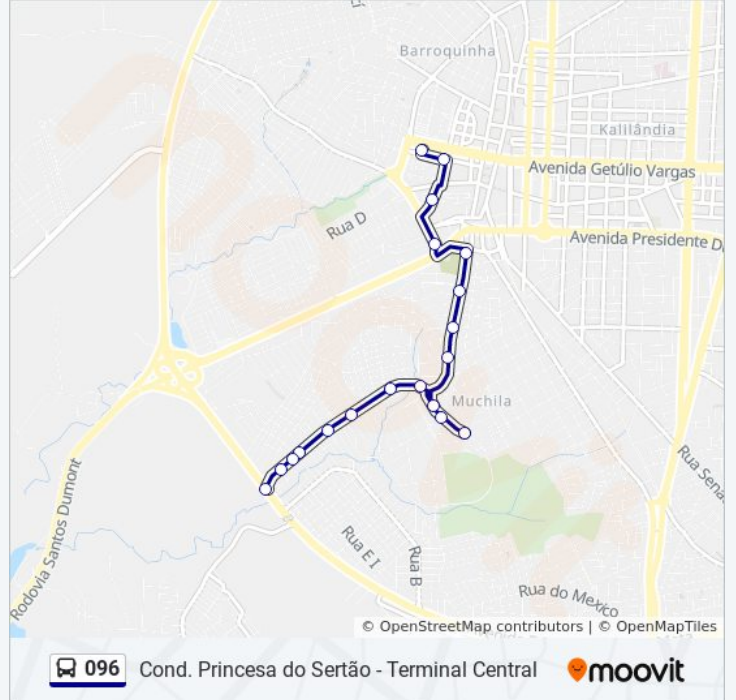 Barroquinha
Kalilândia
Avenida Getúlio Vargas
Rua D
Avenida Presidente D
Muchila
Rua Sena
Rodovia Santos Dumont
Rua E I
Rua B
Rua do Mexico
© OpenStreetMap contributors | © OpenMapTiles
096 Cond. Princesa do Sertão - Terminal Central moovit